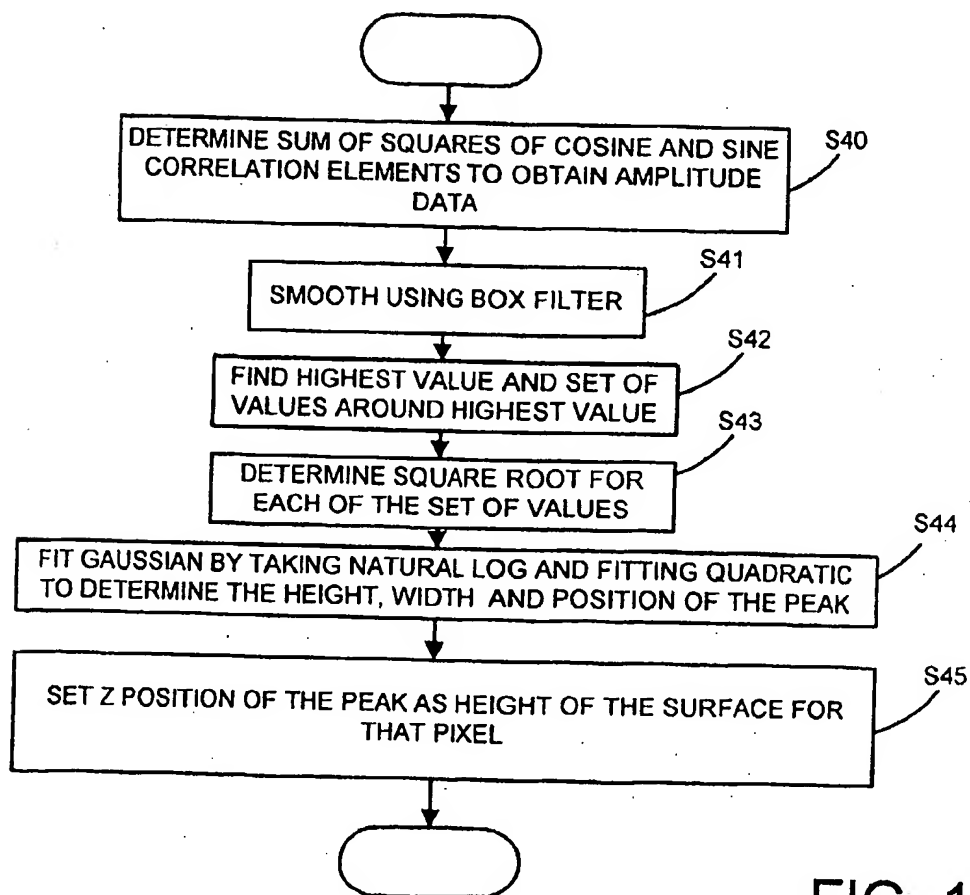 DETERMINE SUM OF SQUARES OF COSINE AND SINE
CORRELATION ELEMENTS TO OBTAIN AMPLITUDE
DATA
S40
SMOOTH USING BOX FILTER
S41
FIND HIGHEST VALUE AND SET OF
VALUES AROUND HIGHEST VALUE
S42
DETERMINE SQUARE ROOT FOR
EACH OF THE SET OF VALUES
S43
FIT GAUSSIAN BY TAKING NATURAL LOG AND FITTING QUADRATIC
TO DETERMINE THE HEIGHT, WIDTH AND POSITION OF THE PEAK
S44
SET Z POSITION OF THE PEAK AS HEIGHT OF THE SURFACE FOR
THAT PIXEL
S45
FIG. 1